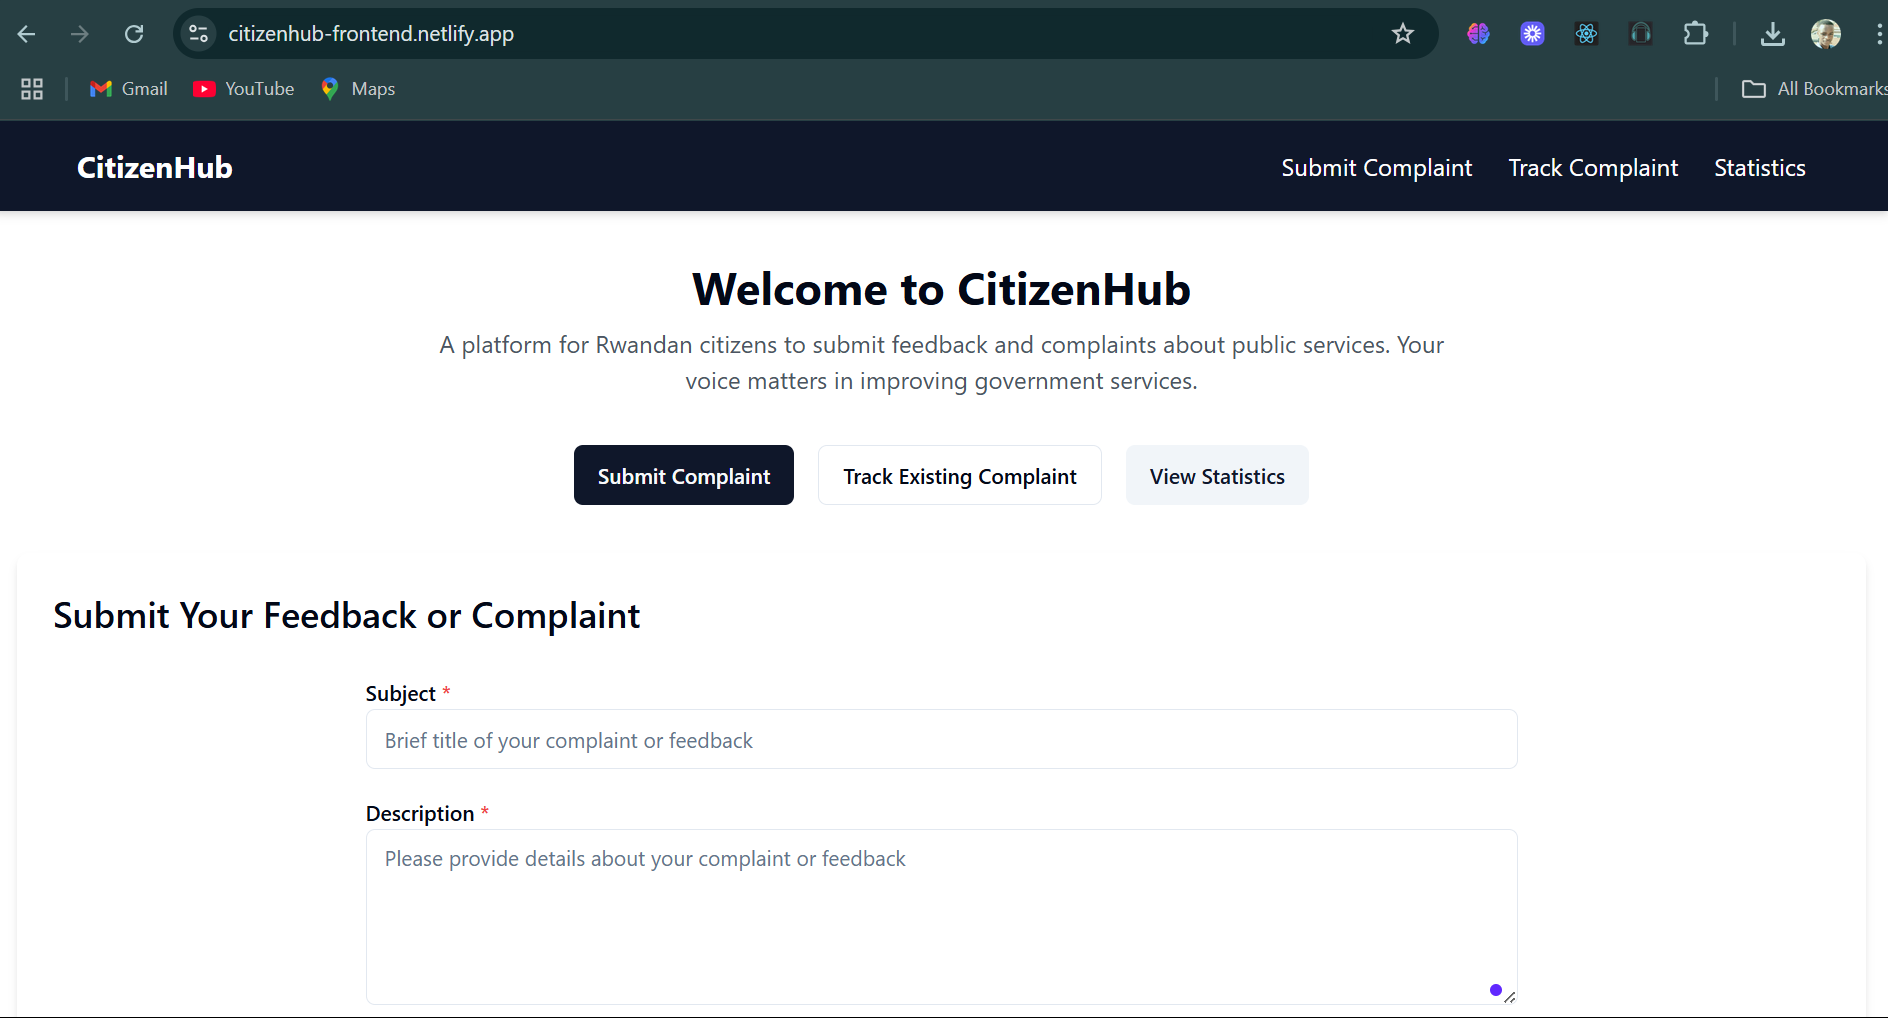 citizenhub-frontend.netlify.app
Gmail
YouTube
Maps
All Bookmarks
CitizenHub
Submit Complaint
Track Complaint
Statistics
Welcome to CitizenHub
A platform for Rwandan citizens to submit feedback and complaints about public services. Your
voice matters in improving government services.
Submit Complaint
Track Existing Complaint
View Statistics
Submit Your Feedback or Complaint
Subject *
Brief title of your complaint or feedback
Description *
Please provide details about your complaint or feedback